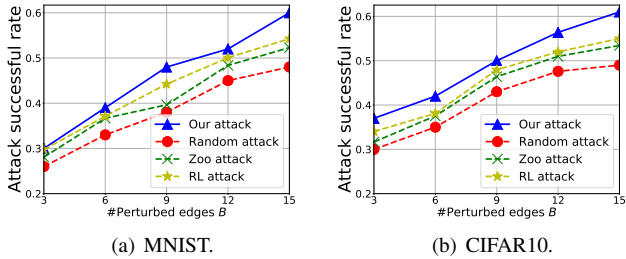 Attack successful rate
0.6
0.5
0.4
0.3
0.2
Our attack
Random attack
Zoo attack
RL attack
3 6 9 12 15
#Perturbed edges B
(a) MNIST.
Attack successful rate
0.6
0.5
0.4
0.3
0.2
Our attack
Random attack
Zoo attack
RL attack
3 6 9 12 15
#Perturbed edges B
(b) CIFAR10.